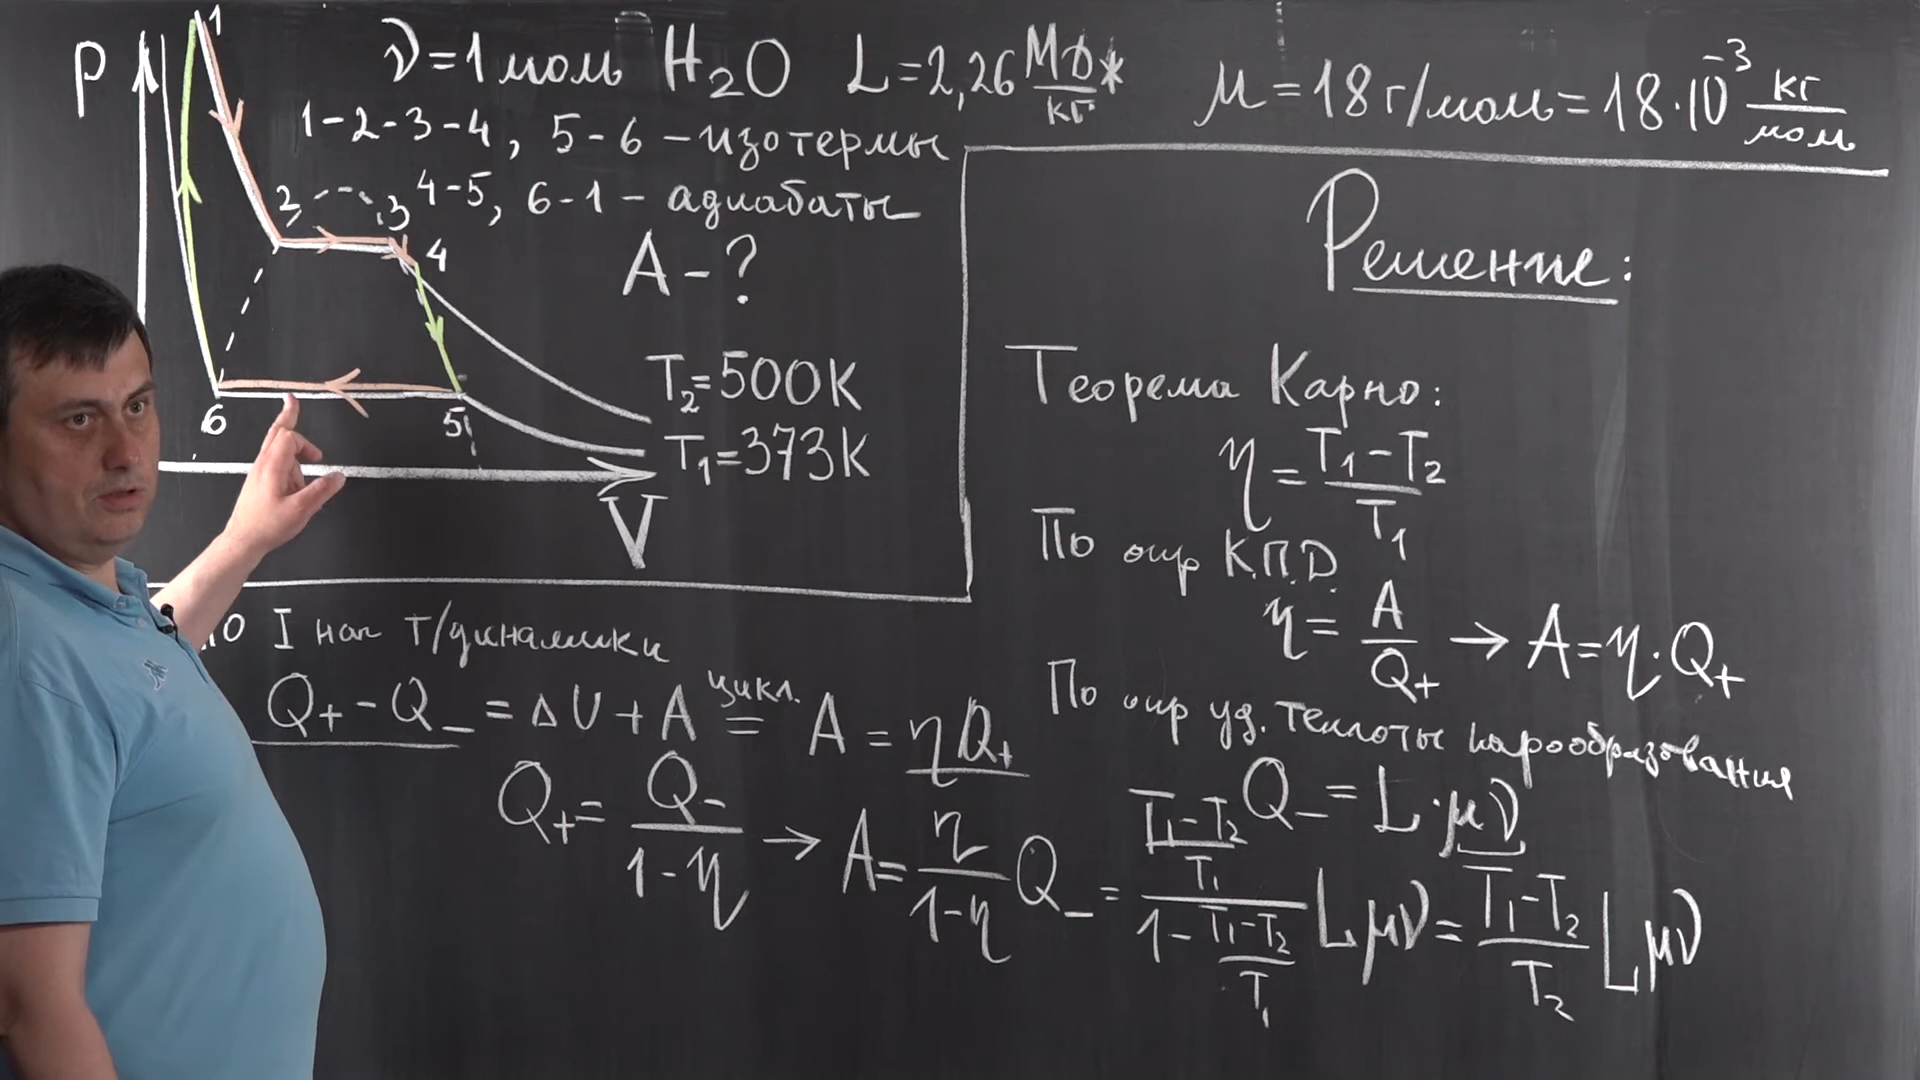 P
1
ν=1 моль H₂O L=2,26 МДж/кг μ=18 г/моль=18·10⁻³ кг/моль
1-2-3-4, 5-6 - изотермы
4-5, 6-1 - адиабаты
2 3 4
A-?
T₂=500K
T₁=373K
6 5
V
Решение:
Теорема Карно:
η = (T₁-T₂)/T₁
По опр К.П.D.
η = A/Q₊ → A=η·Q₊
По опр уд. теплоты парообразования
Q₋ = L·μν
I нач т/динамики
Q₊ - Q₋ = ΔU + A цикл. = A = ηQ₊
Q₊ = Q₋/(1-η) → A = η/(1-η) Q₋ = ((T₁-T₂)/T₁)/(1-(T₁-T₂)/T₁) Lμν = (T₁-T₂)/T₂ Lμν